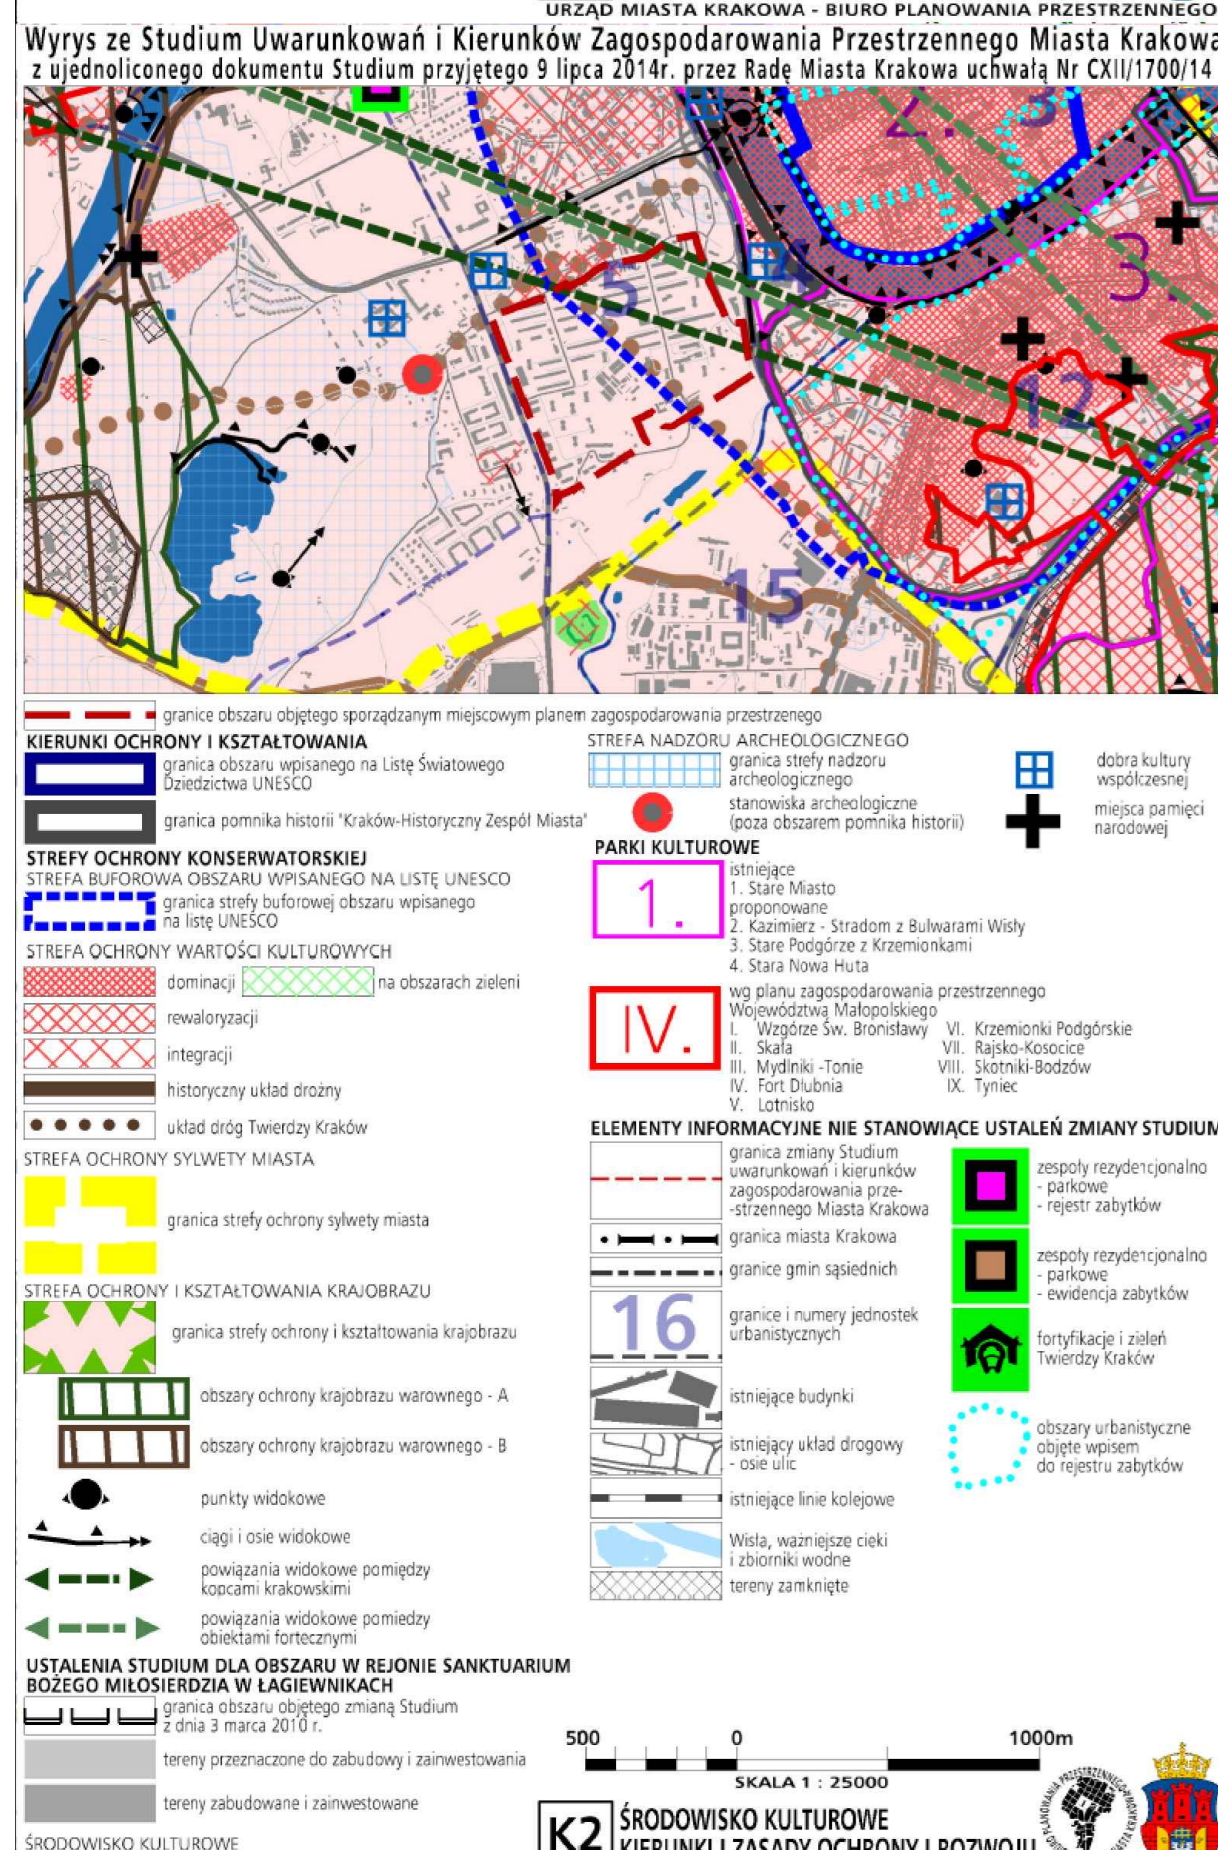 URZĄD MIASTA KRAKOWA - BIURO PLANOWANIA PRZESTRZENNEGO
Wyrys ze Studium Uwarunkowań i Kierunków Zagospodarowania Przestrzennego Miasta Krakowa
z ujednoliconego dokumentu Studium przyjętego 9 lipca 2014r. przez Radę Miasta Krakowa uchwałą Nr CXII/1700/14
2.
3
5
4
3.
12
15
granice obszaru objętego sporządzanym miejscowym planem zagospodarowania przestrzenego
KIERUNKI OCHRONY I KSZTAŁTOWANIA
granica obszaru wpisanego na Listę Światowego
Dziedzictwa UNESCO
granica pomnika historii "Kraków-Historyczny Zespół Miasta"
STREFY OCHRONY KONSERWATORSKIEJ
STREFA BUFOROWA OBSZARU WPISANEGO NA LISTĘ UNESCO
granica strefy buforowej obszaru wpisanego
na listę UNESCO
STREFA OCHRONY WARTOŚCI KULTUROWYCH
dominacji
na obszarach zieleni
rewaloryzacji
integracji
historyczny układ drożny
układ dróg Twierdzy Kraków
STREFA OCHRONY SYLWETY MIASTA
granica strefy ochrony sylwety miasta
STREFA OCHRONY I KSZTAŁTOWANIA KRAJOBRAZU
granica strefy ochrony i kształtowania krajobrazu
obszary ochrony krajobrazu warownego - A
obszary ochrony krajobrazu warownego - B
punkty widokowe
ciągi i osie widokowe
powiązania widokowe pomiędzy
kopcami krakowskimi
powiązania widokowe pomiedzy
obiektami fortecznymi
USTALENIA STUDIUM DLA OBSZARU W REJONIE SANKTUARIUM
BOŻEGO MIŁOSIERDZIA W ŁAGIEWNIKACH
granica obszaru objętego zmianą Studium
z dnia 3 marca 2010 r.
tereny przeznaczone do zabudowy i zainwestowania
tereny zabudowane i zainwestowane
ŚRODOWISKO KULTUROWE
STREFA NADZORU ARCHEOLOGICZNEGO
granica strefy nadzoru
archeologicznego
stanowiska archeologiczne
(poza obszarem pomnika historii)
dobra kultury
współczesnej
miejsca pamięci
narodowej
PARKI KULTUROWE
1.
istniejące
1. Stare Miasto
proponowane
2. Kazimierz - Stradom z Bulwarami Wisły
3. Stare Podgórze z Krzemionkami
4. Stara Nowa Huta
IV.
wg planu zagospodarowania przestrzennego
Województwa Małopolskiego
I. Wzgórze Św. Bronisławy VI. Krzemionki Podgórskie
II. Skała VII. Rajsko-Kosocice
III. Mydlniki -Tonie VIII. Skotniki-Bodzów
IV. Fort Dłubnia IX. Tyniec
V. Lotnisko
ELEMENTY INFORMACYJNE NIE STANOWIĄCE USTALEŃ ZMIANY STUDIUM
granica zmiany Studium
uwarunkowań i kierunków
zagospodarowania prze-
-strzennego Miasta Krakowa
granica miasta Krakowa
granice gmin sąsiednich
16
granice i numery jednostek
urbanistycznych
istniejące budynki
istniejący układ drogowy
- osie ulic
istniejące linie kolejowe
Wisła, ważniejsze cieki
i zbiorniki wodne
tereny zamknięte
zespoły rezydencjonalno
- parkowe
- rejestr zabytków
zespoły rezydencjonalno
- parkowe
- ewidencja zabytków
fortyfikacje i zieleń
Twierdzy Kraków
obszary urbanistyczne
objęte wpisem
do rejestru zabytków
500 0 1000m
SKALA 1 : 25000
K2
ŚRODOWISKO KULTUROWE
KIERUNKI I ZASADY OCHRONY I ROZWOJU